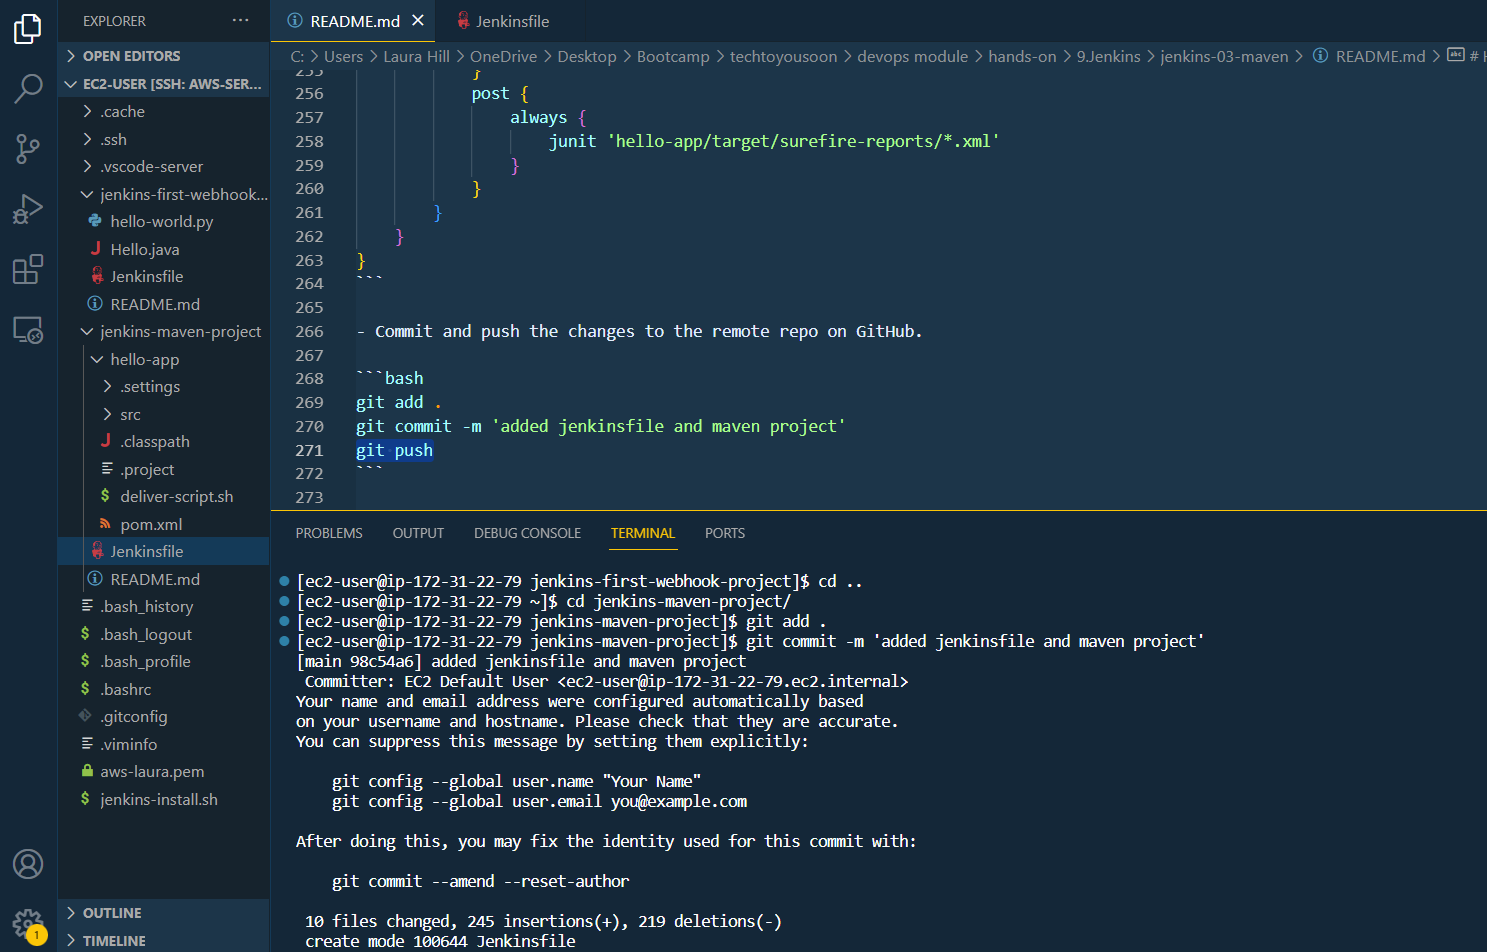 EXPLORER
···
OPEN EDITORS
EC2-USER [SSH: AWS-SER...
.cache
.ssh
.vscode-server
jenkins-first-webhook...
hello-world.py
Hello.java
Jenkinsfile
README.md
jenkins-maven-project
hello-app
.settings
src
.classpath
.project
deliver-script.sh
pom.xml
Jenkinsfile
README.md
.bash_history
.bash_logout
.bash_profile
.bashrc
.gitconfig
.viminfo
aws-laura.pem
jenkins-install.sh
OUTLINE
TIMELINE
1
README.md
Jenkinsfile
C: > Users > Laura Hill > OneDrive > Desktop > Bootcamp > techtoyousoon > devops module > hands-on > 9.Jenkins > jenkins-03-maven > README.md > abc #
255 }
256 post {
257 always {
258 junit 'hello-app/target/surefire-reports/*.xml'
259 }
260 }
261 }
262 }
263 }
264 ```
265
266 - Commit and push the changes to the remote repo on GitHub.
267
268 ```bash
269 git add .
270 git commit -m 'added jenkinsfile and maven project'
271 git push
272 ```
273
PROBLEMS OUTPUT DEBUG CONSOLE TERMINAL PORTS
[ec2-user@ip-172-31-22-79 jenkins-first-webhook-project]$ cd ..
[ec2-user@ip-172-31-22-79 ~]$ cd jenkins-maven-project/
[ec2-user@ip-172-31-22-79 jenkins-maven-project]$ git add .
[ec2-user@ip-172-31-22-79 jenkins-maven-project]$ git commit -m 'added jenkinsfile and maven project'
[main 98c54a6] added jenkinsfile and maven project
Committer: EC2 Default User <ec2-user@ip-172-31-22-79.ec2.internal>
Your name and email address were configured automatically based
on your username and hostname. Please check that they are accurate.
You can suppress this message by setting them explicitly:
git config --global user.name "Your Name"
git config --global user.email you@example.com
After doing this, you may fix the identity used for this commit with:
git commit --amend --reset-author
10 files changed, 245 insertions(+), 219 deletions(-)
create mode 100644 Jenkinsfile